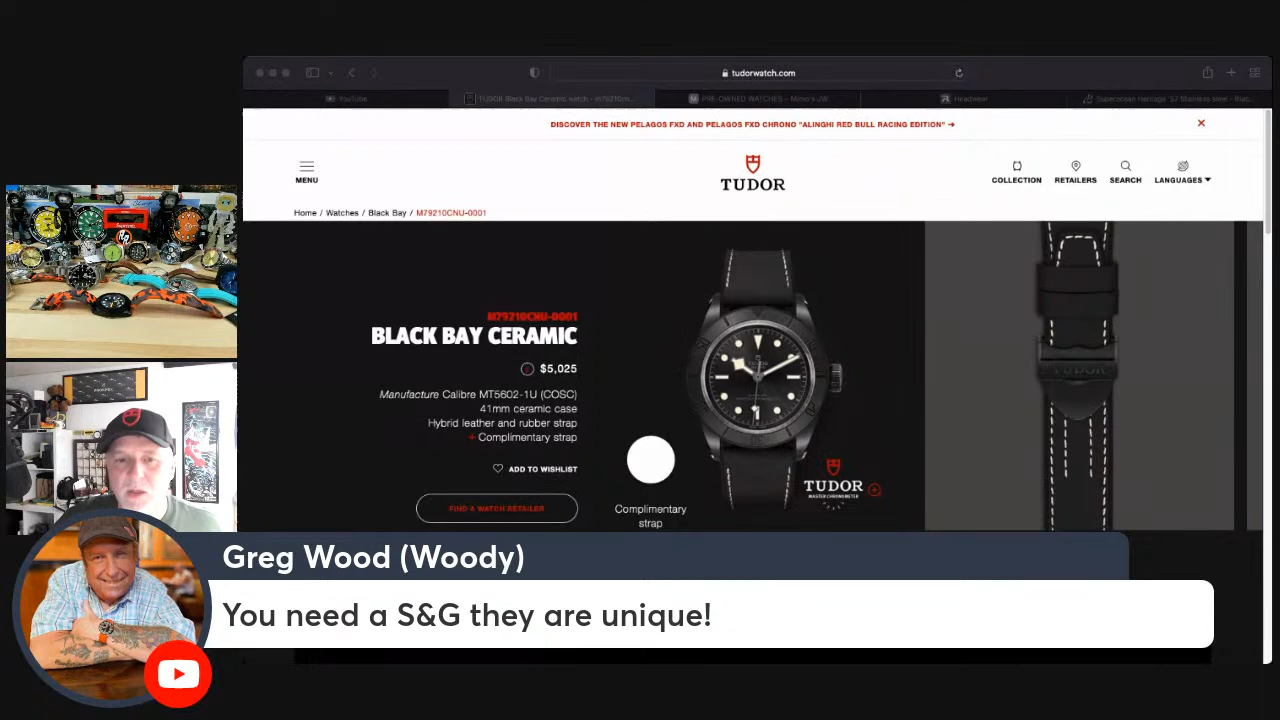 tudorwatch.com
YouTube
TUDOR Black Bay Ceramic watch - m79210cn...
PRE-OWNED WATCHES – Mimo's JW...
Headwear
Superocean Heritage '57 Stainless steel - Blac...
DISCOVER THE NEW PELAGOS FXD AND PELAGOS FXD CHRONO "ALINGHI RED BULL RACING EDITION" →
MENU
TUDOR
COLLECTION
RETAILERS
SEARCH
LANGUAGES
Home / Watches / Black Bay / M79210CNU-0001
M79210CNU-0001
BLACK BAY CERAMIC
$5,025
Manufacture Calibre MT5602-1U (COSC)
41mm ceramic case
Hybrid leather and rubber strap
+ Complimentary strap
ADD TO WISHLIST
FIND A WATCH RETAILER
Complimentary
strap
TUDOR
MASTER CHRONOMETER
TUDOR
Greg Wood (Woody)
You need a S&G they are unique!